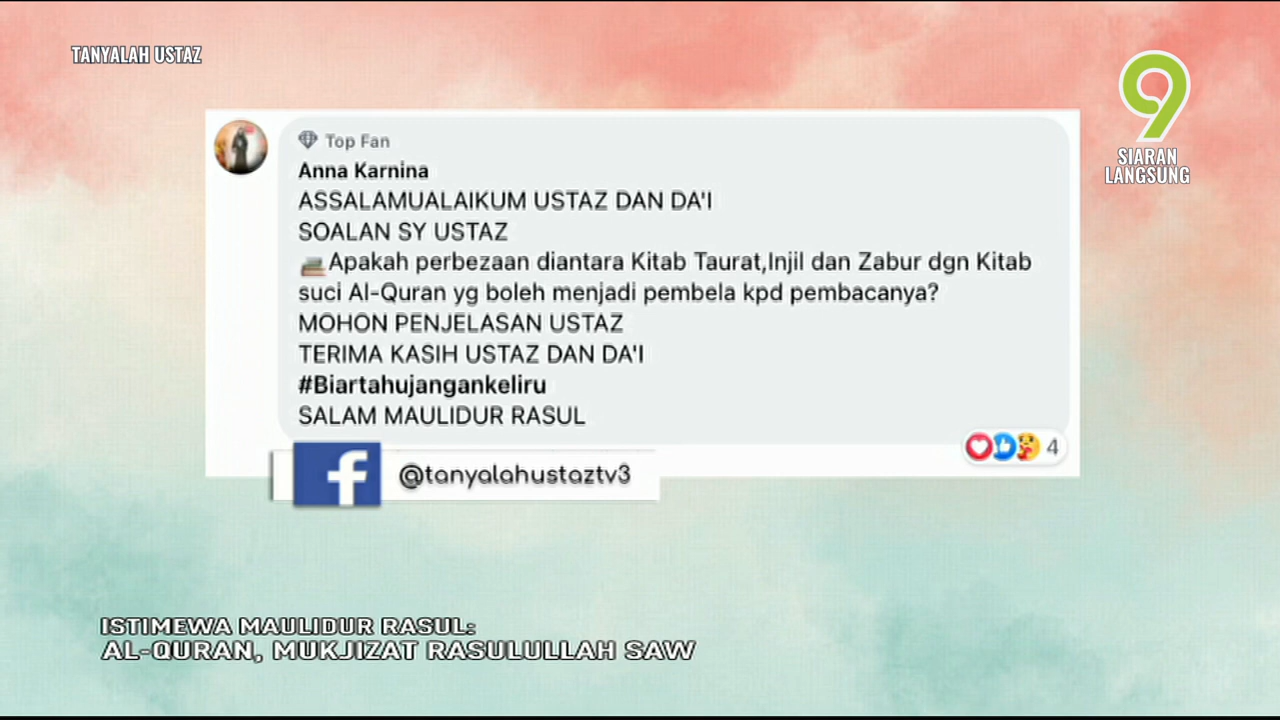 TANYALAH USTAZ
9
SIARAN
LANGSUNG
Top Fan
Anna Karnina
ASSALAMUALAIKUM USTAZ DAN DA'I
SOALAN SY USTAZ
📚Apakah perbezaan diantara Kitab Taurat,Injil dan Zabur dgn Kitab
suci Al-Quran yg boleh menjadi pembela kpd pembacanya?
MOHON PENJELASAN USTAZ
TERIMA KASIH USTAZ DAN DA'I
#Biartahujangankeliru
SALAM MAULIDUR RASUL
4
f @tanyalahustaztv3
ISTIMEWA MAULIDUR RASUL:
AL-QURAN, MUKJIZAT RASULULLAH SAW